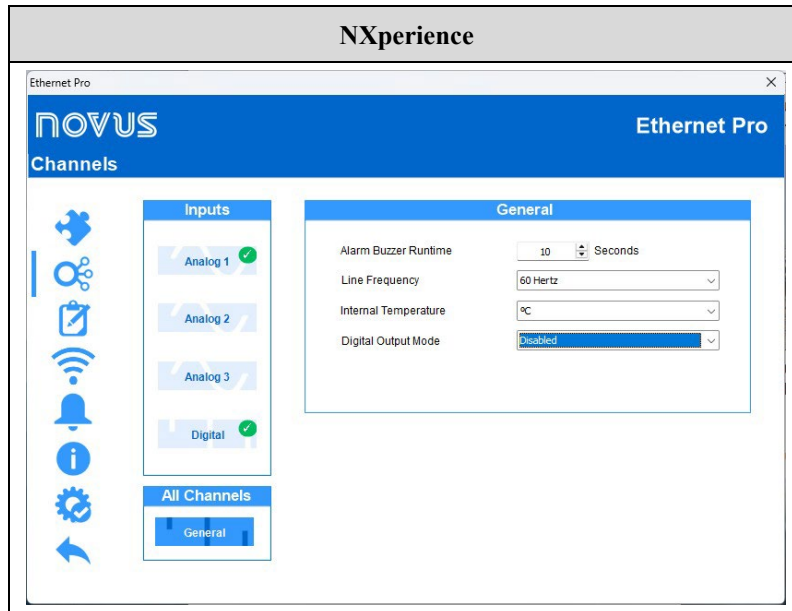 NXperience
Ethernet Pro
NOVUS
Ethernet Pro
Channels
Inputs
Analog 1
Analog 2
Analog 3
Digital
All Channels
General
General
Alarm Buzzer Runtime 10 Seconds
Line Frequency 60 Hertz
Internal Temperature ºC
Digital Output Mode Disabled